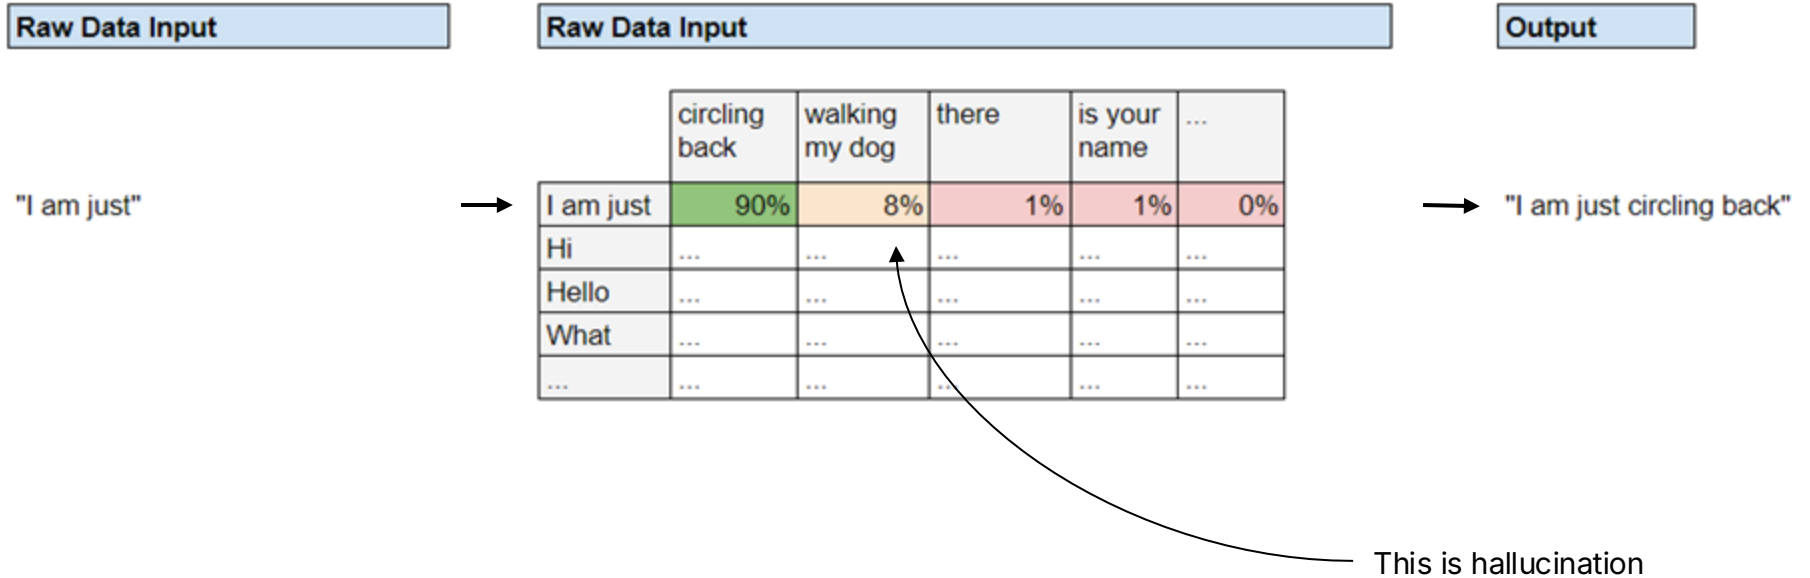 Raw Data Input
Raw Data Input
Output
circling back
walking my dog
there
is your name
...
"I am just"
I am just 90% 8% 1% 1% 0%
"I am just circling back"
Hi ... ... ... ... ...
Hello ... ... ... ... ...
What ... ... ... ... ...
... ... ... ... ... ...
This is hallucination